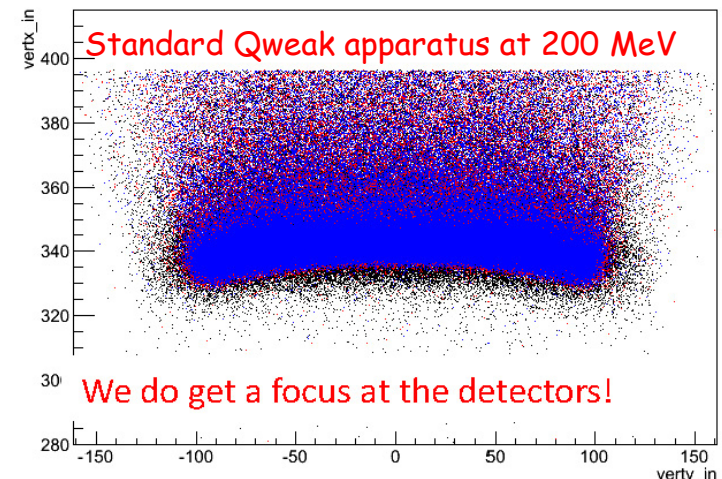 vertx_in
Standard Qweak apparatus at 200 MeV
400
380
360
340
320
30
We do get a focus at the detectors!
280
-150 -100 -50 0 50 100 150
verty_in